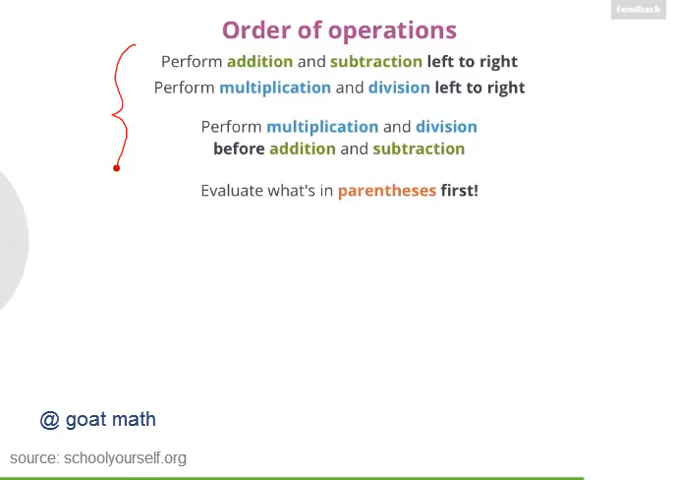 Feedback
Order of operations
Perform addition and subtraction left to right
Perform multiplication and division left to right
Perform multiplication and division
before addition and subtraction
Evaluate what's in parentheses first!
@ goat math
source: schoolyourself.org